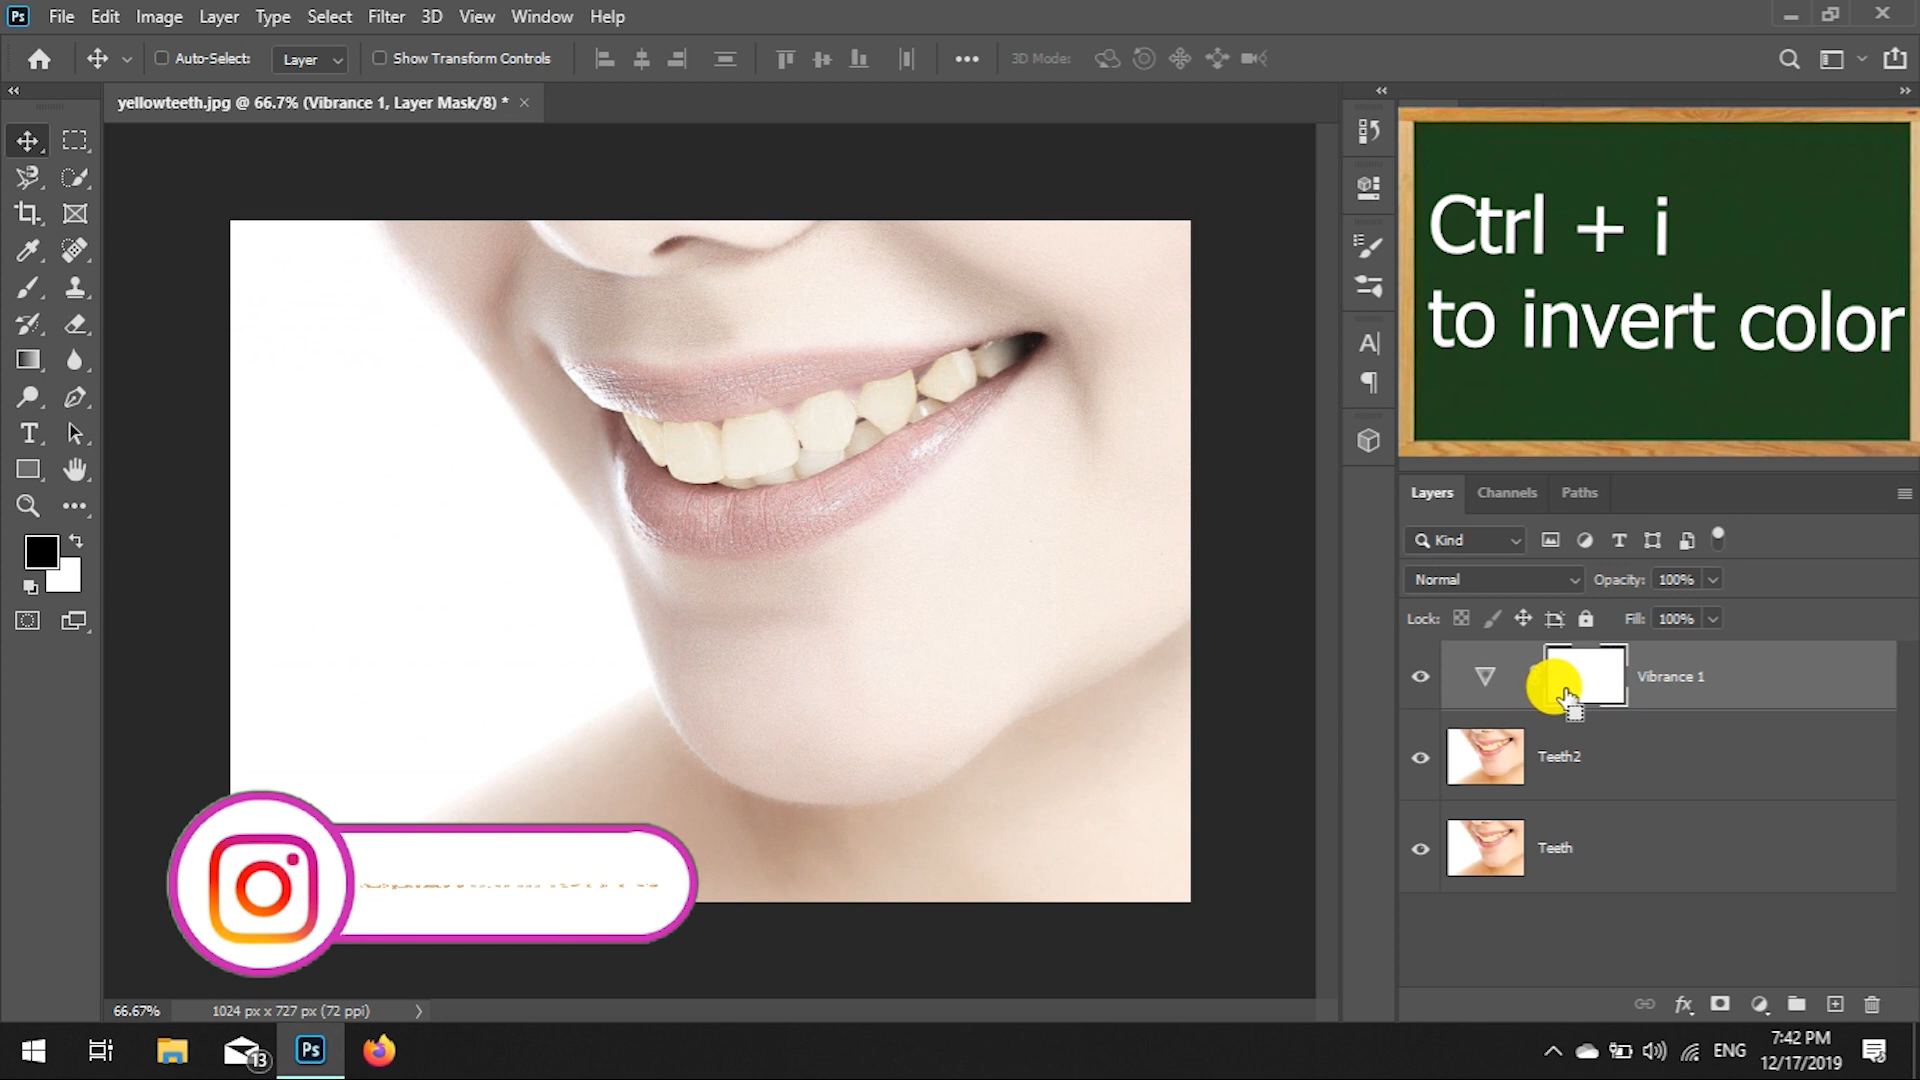 Ps File Edit Image Layer Type Select Filter 3D View Window Help
Auto-Select: Layer Show Transform Controls 3D Mode:
yellowteeth.jpg @ 66.7% (Vibrance 1, Layer Mask/8) *
Ctrl + i
to invert color
Layers Channels Paths
Kind
Normal Opacity: 100%
Lock: Fill: 100%
Vibrance 1
Teeth2
Teeth
66.67% 1024 px x 727 px (72 ppi)
13 Ps ENG 7:42 PM
12/17/2019